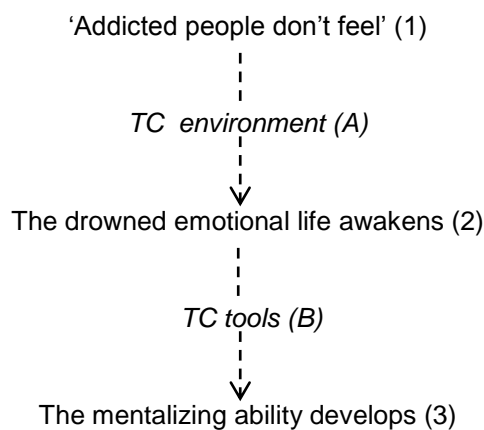 ‘Addicted people don’t feel’ (1)
TC environment (A)
The drowned emotional life awakens (2)
TC tools (B)
The mentalizing ability develops (3)